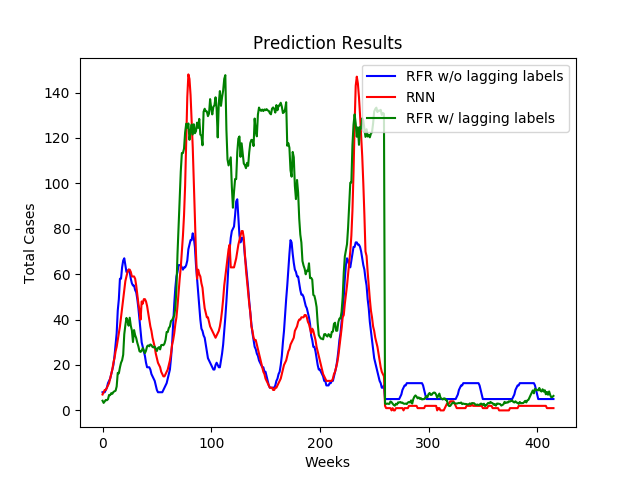 Prediction Results
RFR w/o lagging labels
RNN
RFR w/ lagging labels
Total Cases
140
120
100
80
60
40
20
0
0 100 200 300 400
Weeks